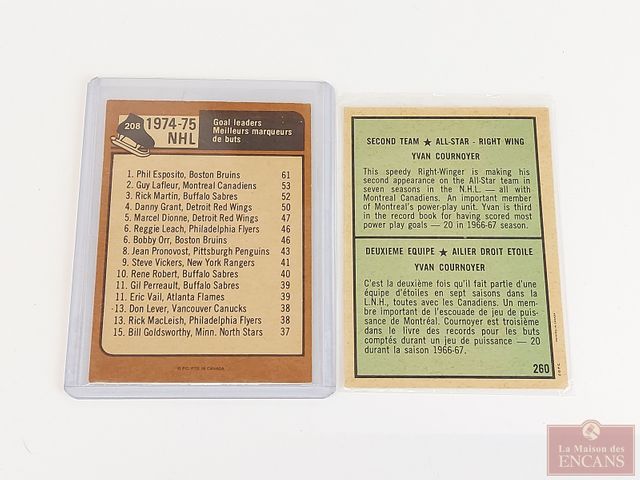 208
1974-75
NHL
Goal leaders
Meilleurs marqueurs
de buts
1. Phil Esposito, Boston Bruins 61
2. Guy Lafleur, Montreal Canadiens 53
3. Rick Martin, Buffalo Sabres 52
4. Danny Grant, Detroit Red Wings 50
5. Marcel Dionne, Detroit Red Wings 47
6. Reggie Leach, Philadelphia Flyers 46
6. Bobby Orr, Boston Bruins 46
8. Jean Pronovost, Pittsburgh Penguins 43
9. Steve Vickers, New York Rangers 41
10. Rene Robert, Buffalo Sabres 40
11. Gil Perreault, Buffalo Sabres 39
11. Eric Vail, Atlanta Flames 39
13. Don Lever, Vancouver Canucks 38
13. Rick MacLeish, Philadelphia Flyers 38
15. Bill Goldsworthy, Minn. North Stars 37
© P.C. PTD. IN CANADA
SECOND TEAM ★ ALL-STAR - RIGHT WING
YVAN COURNOYER
This speedy Right-Winger is making his
second appearance on the All-Star team in
seven seasons in the N.H.L. — all with
Montreal Canadiens. An important member
of Montreal's power-play unit. Yvan is third
in the record book for having scored most
power play goals — 20 in 1966-67 season.
DEUXIEME EQUIPE ★ AILIER DROIT ETOILE
YVAN COURNOYER
C'est la deuxième fois qu'il fait partie d'une
équipe d'étoiles en sept saisons dans la
L.N.H., toutes avec les Canadiens. Un mem-
bre important de l'escouade de jeu de puis-
sance de Montréal. Cournoyer est troisième
dans le livre des records pour les buts
comptés durant un jeu de puissance — 20
durant la saison 1966-67.
260
La Maison des
ENCANS